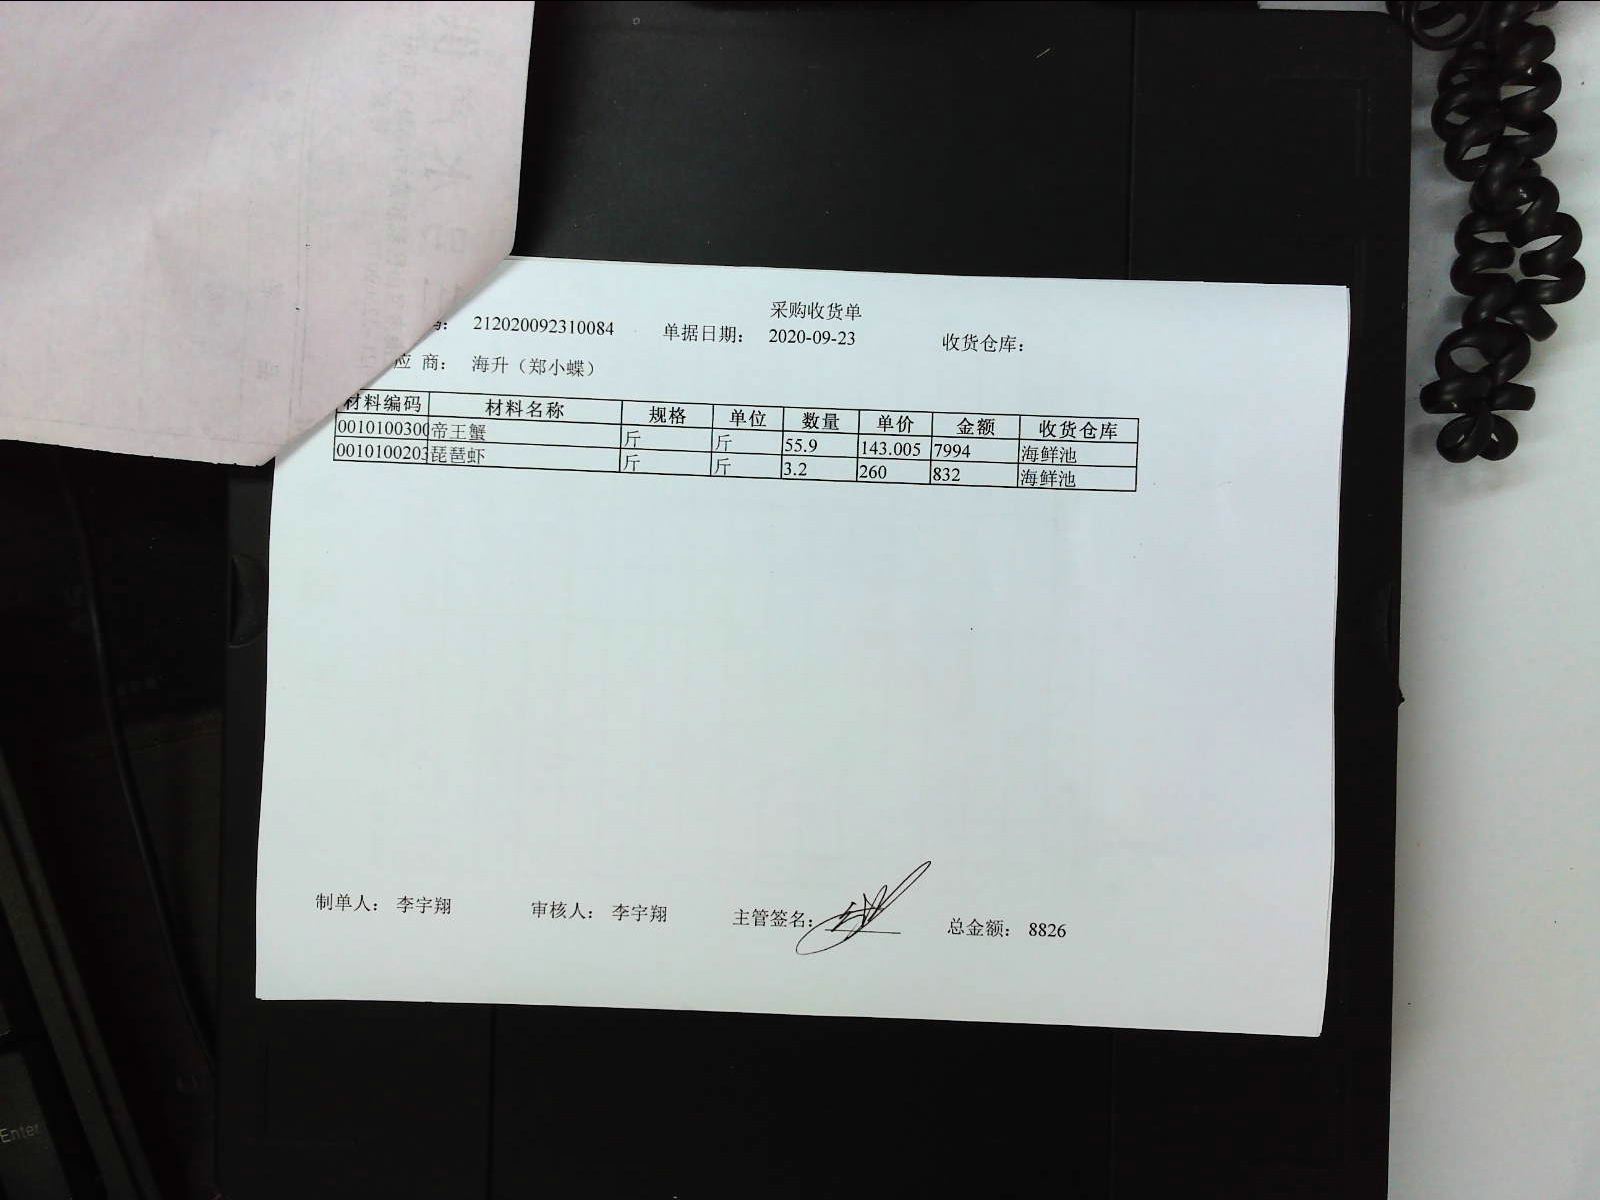 采购收货单
码： 212020092310084 单据日期： 2020-09-23 收货仓库：
应 商： 海升（郑小蝶）
材料编码 材料名称 规格 单位 数量 单价 金额 收货仓库
0010100300 帝王蟹 斤 斤 55.9 143.005 7994 海鲜池
0010100203 琵琶虾 斤 斤 3.2 260 832 海鲜池
制单人： 李宇翔 审核人： 李宇翔 主管签名： 总金额： 8826
Enter